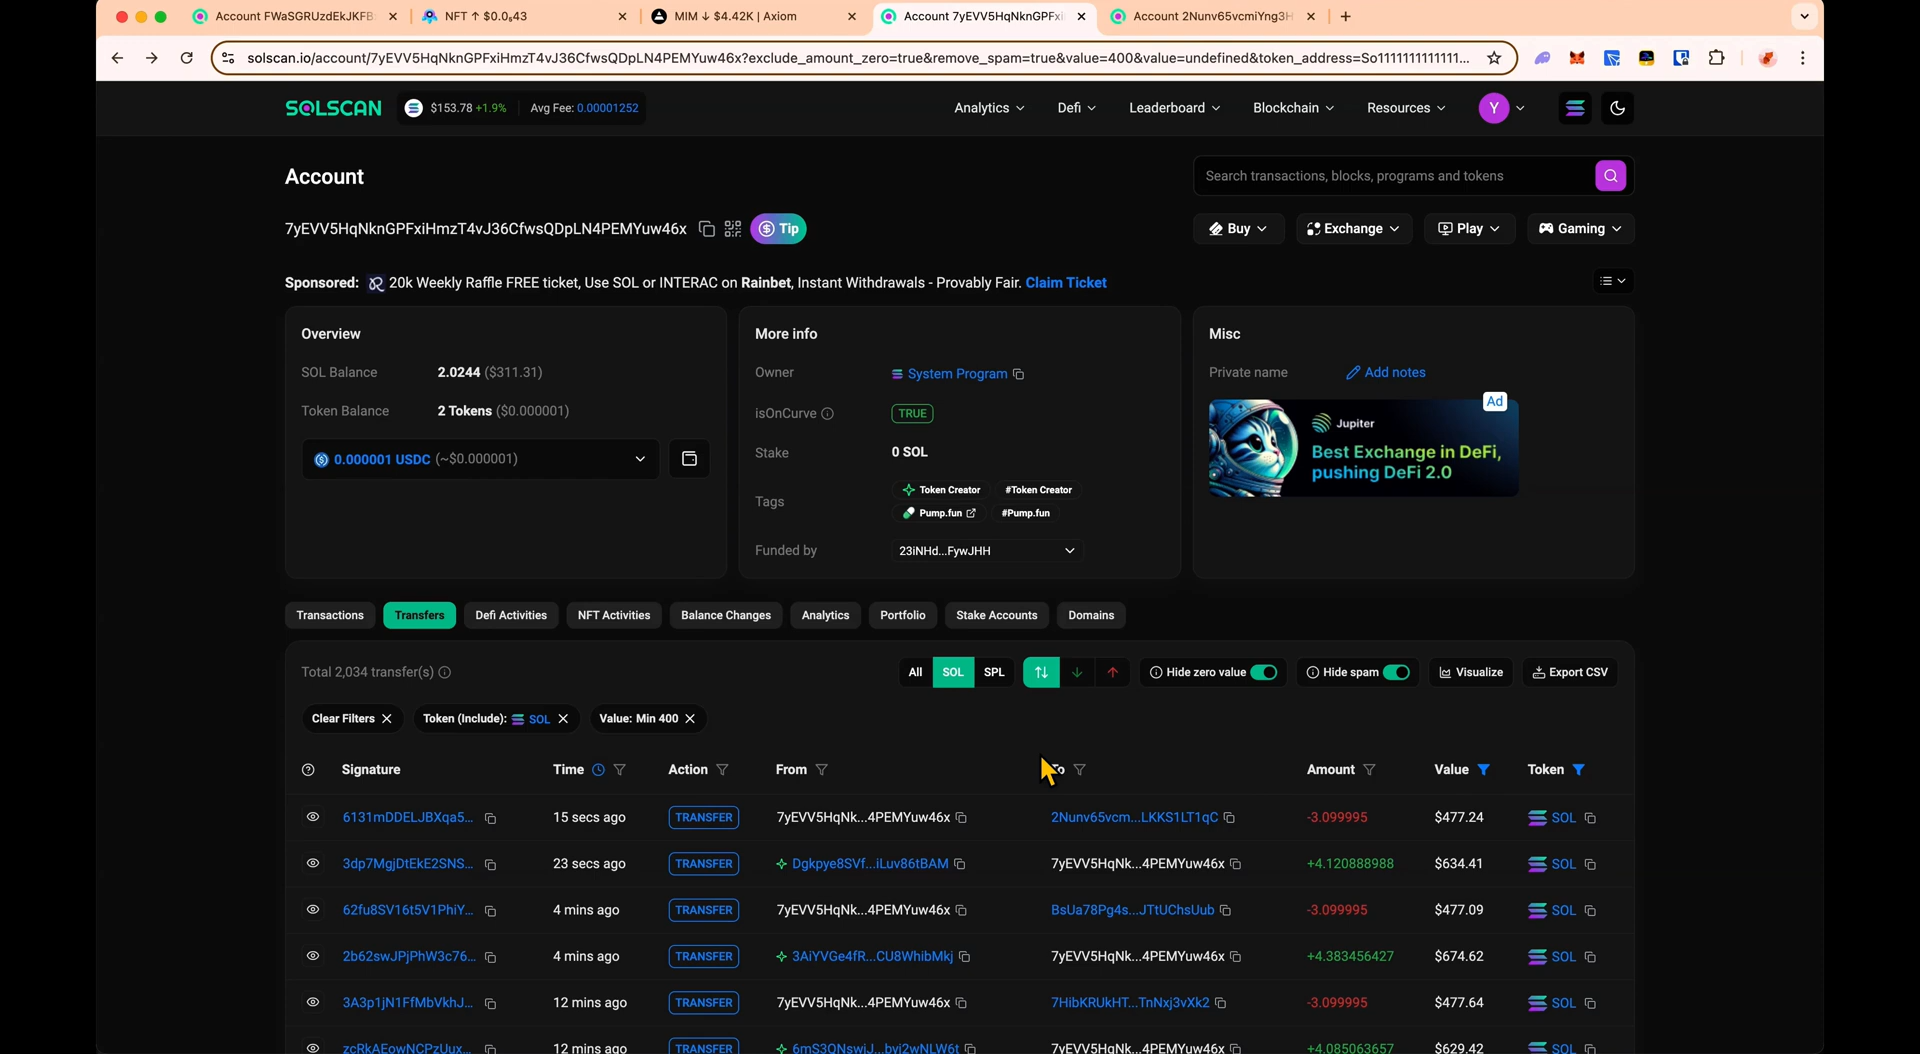 Account FWaSGRUzdEkJKFB
NFT ↑ $0.0₆43
MIM ↓ $4.42K | Axiom
Account 7yEVV5HqNknGPFxi
Account 2Nunv65vcmiYng3H
solscan.io/account/7yEVV5HqNknGPFxiHmzT4vJ36CfwsQDpLN4PEMYuw46x?exclude_amount_zero=true&remove_spam=true&value=400&value=undefined&token_address=So1111111111111...
SOLSCAN
$153.78 +1.9%
Avg Fee: 0.00001252
Analytics
Defi
Leaderboard
Blockchain
Resources
Y
Account
Search transactions, blocks, programs and tokens
7yEVV5HqNknGPFxiHmzT4vJ36CfwsQDpLN4PEMYuw46x
Tip
Buy
Exchange
Play
Gaming
Sponsored: 20k Weekly Raffle FREE ticket, Use SOL or INTERAC on Rainbet, Instant Withdrawals - Provably Fair. Claim Ticket
Overview
SOL Balance 2.0244 ($311.31)
Token Balance 2 Tokens ($0.000001)
0.000001 USDC (~$0.000001)
More info
Owner System Program
isOnCurve TRUE
Stake 0 SOL
Tags
Token Creator #Token Creator
Pump.fun #Pump.fun
Funded by 23iNHd...FywJHH
Misc
Private name Add notes
Ad
Jupiter
Best Exchange in DeFi,
pushing DeFi 2.0
Transactions Transfers Defi Activities NFT Activities Balance Changes Analytics Portfolio Stake Accounts Domains
Total 2,034 transfer(s)
All SOL SPL Hide zero value Hide spam Visualize Export CSV
Clear Filters Token (Include): SOL Value: Min 400
Signature Time Action From To Amount Value Token
6131mDDELJBXqa5... 15 secs ago TRANSFER 7yEVV5HqNk...4PEMYuw46x 2Nunv65vcm...LKKS1LT1qC -3.099995 $477.24 SOL
3dp7MgjDtEkE2SNS... 23 secs ago TRANSFER Dgkpye8SVf...iLuv86tBAM 7yEVV5HqNk...4PEMYuw46x +4.120888988 $634.41 SOL
62fu8SV16t5V1PhiY... 4 mins ago TRANSFER 7yEVV5HqNk...4PEMYuw46x BsUa78Pg4s...JTtUChsUub -3.099995 $477.09 SOL
2b62swJPjPhW3c76... 4 mins ago TRANSFER 3AiYVGe4fR...CU8WhibMkj 7yEVV5HqNk...4PEMYuw46x +4.383456427 $674.62 SOL
3A3p1jN1FfMbVkhJ... 12 mins ago TRANSFER 7yEVV5HqNk...4PEMYuw46x 7HibKRUkHT...TnNxj3vXk2 -3.099995 $477.64 SOL
zcRkAEowNCPzUux... 12 mins ago TRANSFER 6mS3QNswiJ...byi2wNLW6t 7yEVV5HqNk...4PEMYuw46x +4.085063657 $629.42 SOL